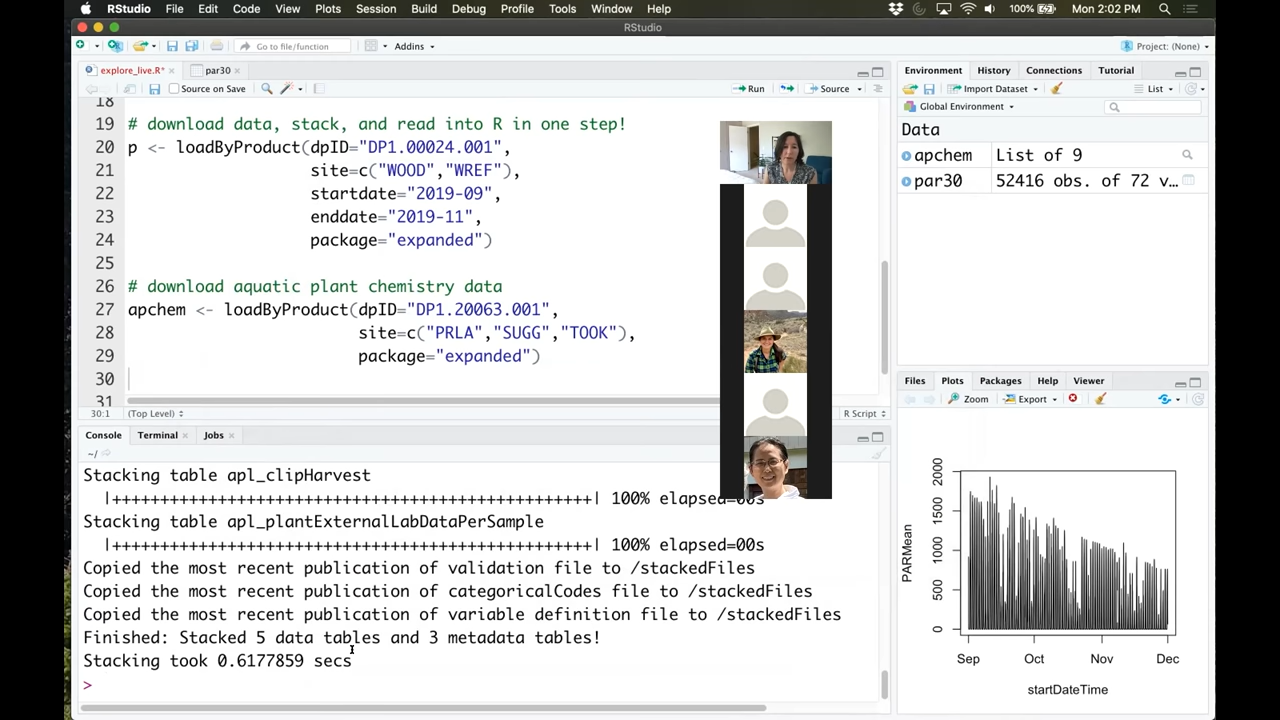 RStudio File Edit Code View Plots Session Build Debug Profile Tools Window Help 100% Mon 2:02 PM
RStudio
Go to file/function Addins Project: (None)
explore_live.R* par30
Source on Save Run Source
18
19 # download data, stack, and read into R in one step!
20 p <- loadByProduct(dpID="DP1.00024.001",
21 site=c("WOOD","WREF"),
22 startdate="2019-09",
23 enddate="2019-11",
24 package="expanded")
25
26 # download aquatic plant chemistry data
27 apchem <- loadByProduct(dpID="DP1.20063.001",
28 site=c("PRLA","SUGG","TOOK"),
29 package="expanded")
30
31
30:1 (Top Level) R Script
Console Terminal Jobs
~/
Stacking table apl_clipHarvest
|++++++++++++++++++++++++++++++++++++++++++++++++++| 100% elapsed=00s
Stacking table apl_plantExternalLabDataPerSample
|++++++++++++++++++++++++++++++++++++++++++++++++++| 100% elapsed=00s
Copied the most recent publication of validation file to /stackedFiles
Copied the most recent publication of categoricalCodes file to /stackedFiles
Copied the most recent publication of variable definition file to /stackedFiles
Finished: Stacked 5 data tables and 3 metadata tables!
Stacking took 0.6177859 secs
>
Environment History Connections Tutorial
Import Dataset List
Global Environment
Data
apchem List of 9
par30 52416 obs. of 72 v…
Files Plots Packages Help Viewer
Zoom Export
PARMean
2000
1500
1000
500
0
Sep Oct Nov Dec
startDateTime